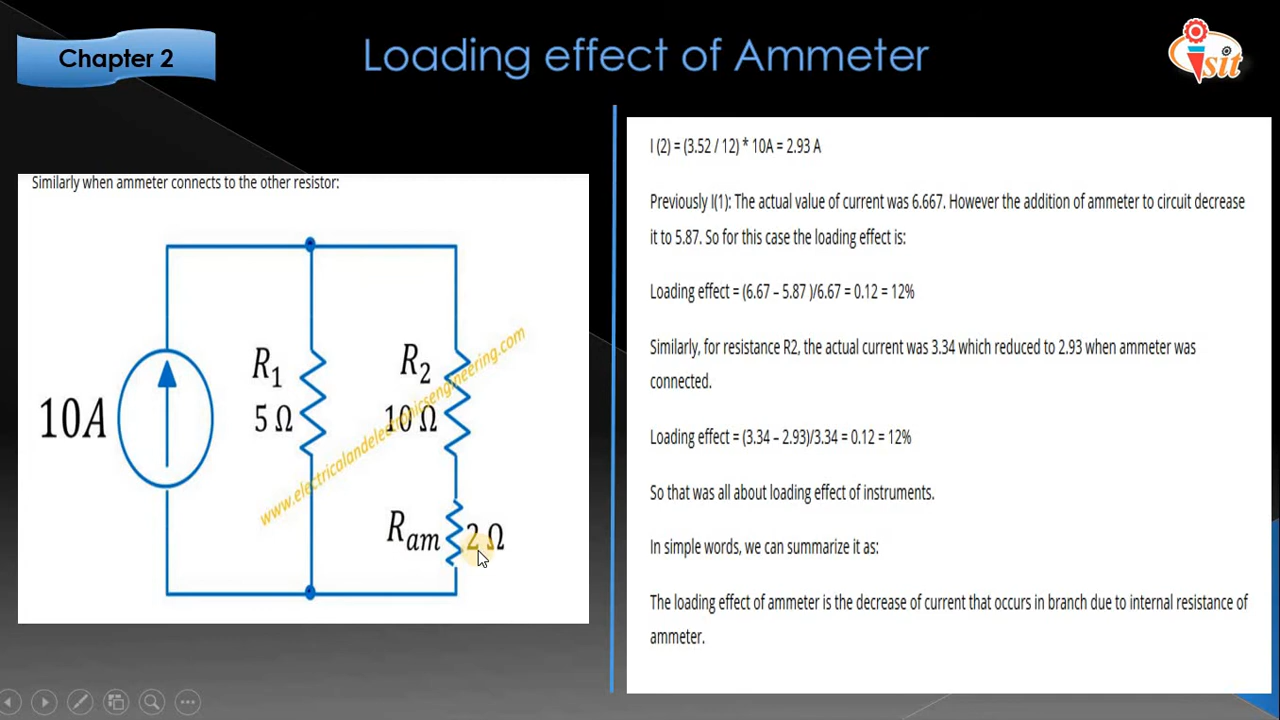 Chapter 2
Loading effect of Ammeter
sit
Similarly when ammeter connects to the other resistor:
10A
R1
5 Ω
R2
10 Ω
Ram
2 Ω
www.electricalandelectronicsengineering.com
I (2) = (3.52 / 12) * 10A = 2.93 A
Previously I(1): The actual value of current was 6.667. However the addition of ammeter to circuit decrease
it to 5.87. So for this case the loading effect is:
Loading effect = (6.67 – 5.87 )/6.67 = 0.12 = 12%
Similarly, for resistance R2, the actual current was 3.34 which reduced to 2.93 when ammeter was
connected.
Loading effect = (3.34 – 2.93)/3.34 = 0.12 = 12%
So that was all about loading effect of instruments.
In simple words, we can summarize it as:
The loading effect of ammeter is the decrease of current that occurs in branch due to internal resistance of
ammeter.